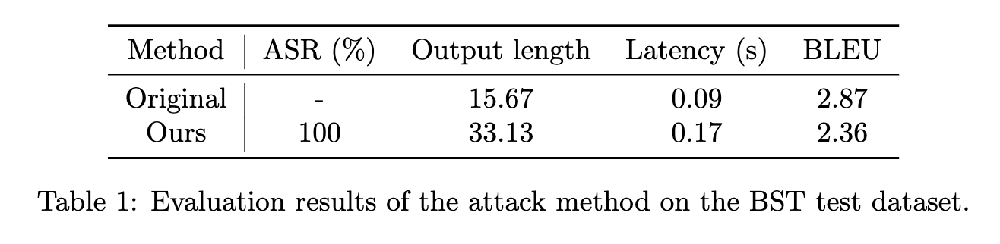 Method ASR (%) Output length Latency (s) BLEU
Original - 15.67 0.09 2.87
Ours 100 33.13 0.17 2.36
Table 1: Evaluation results of the attack method on the BST test dataset.